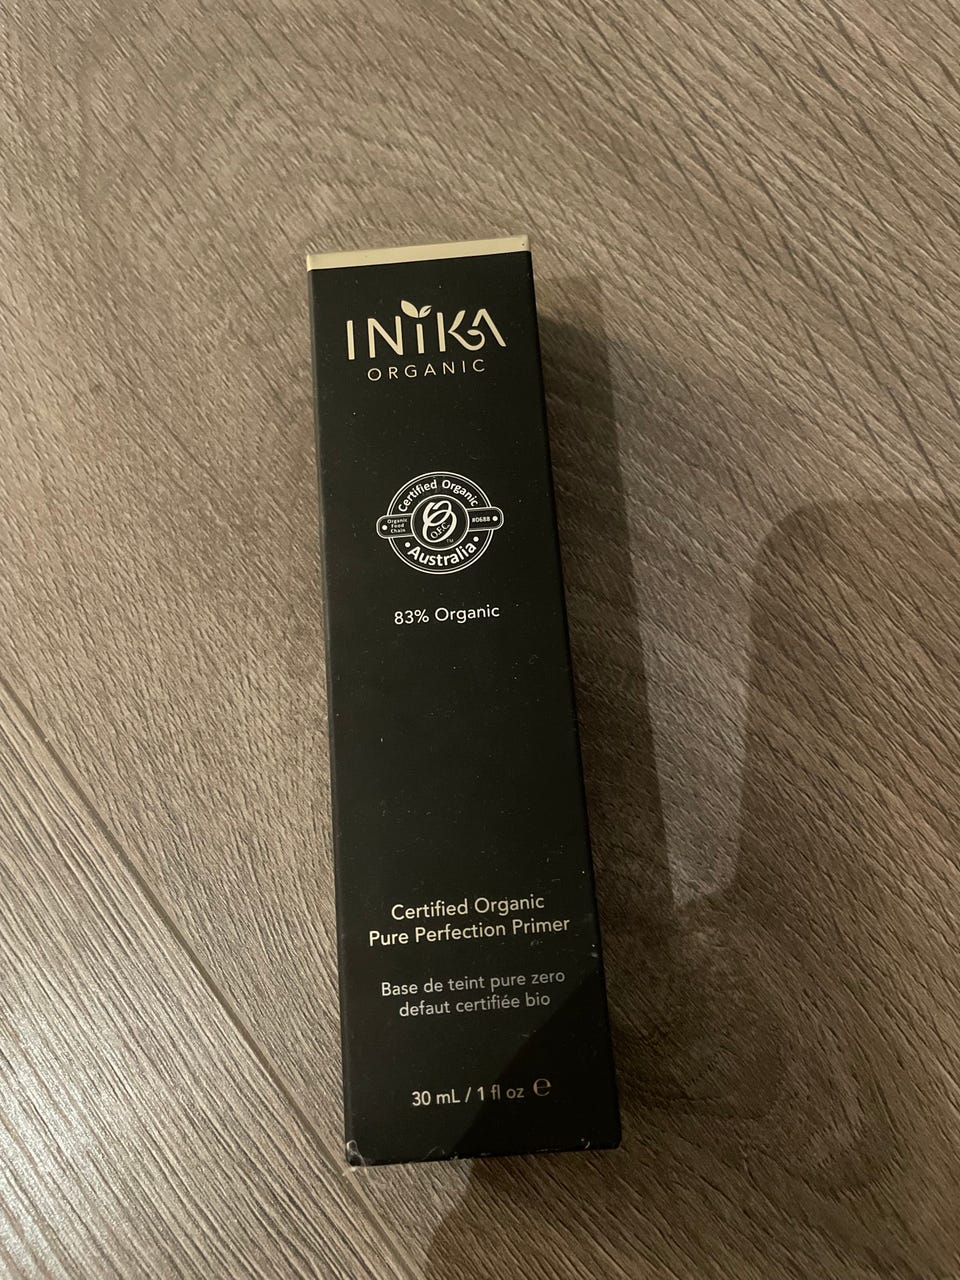 INIKA
ORGANIC
Certified Organic
Organic
Food
Chain
O.F.C
TM
#0688
Australia
83% Organic
Certified Organic
Pure Perfection Primer
Base de teint pure zero
defaut certifiée bio
30 mL / 1 fl oz ℮